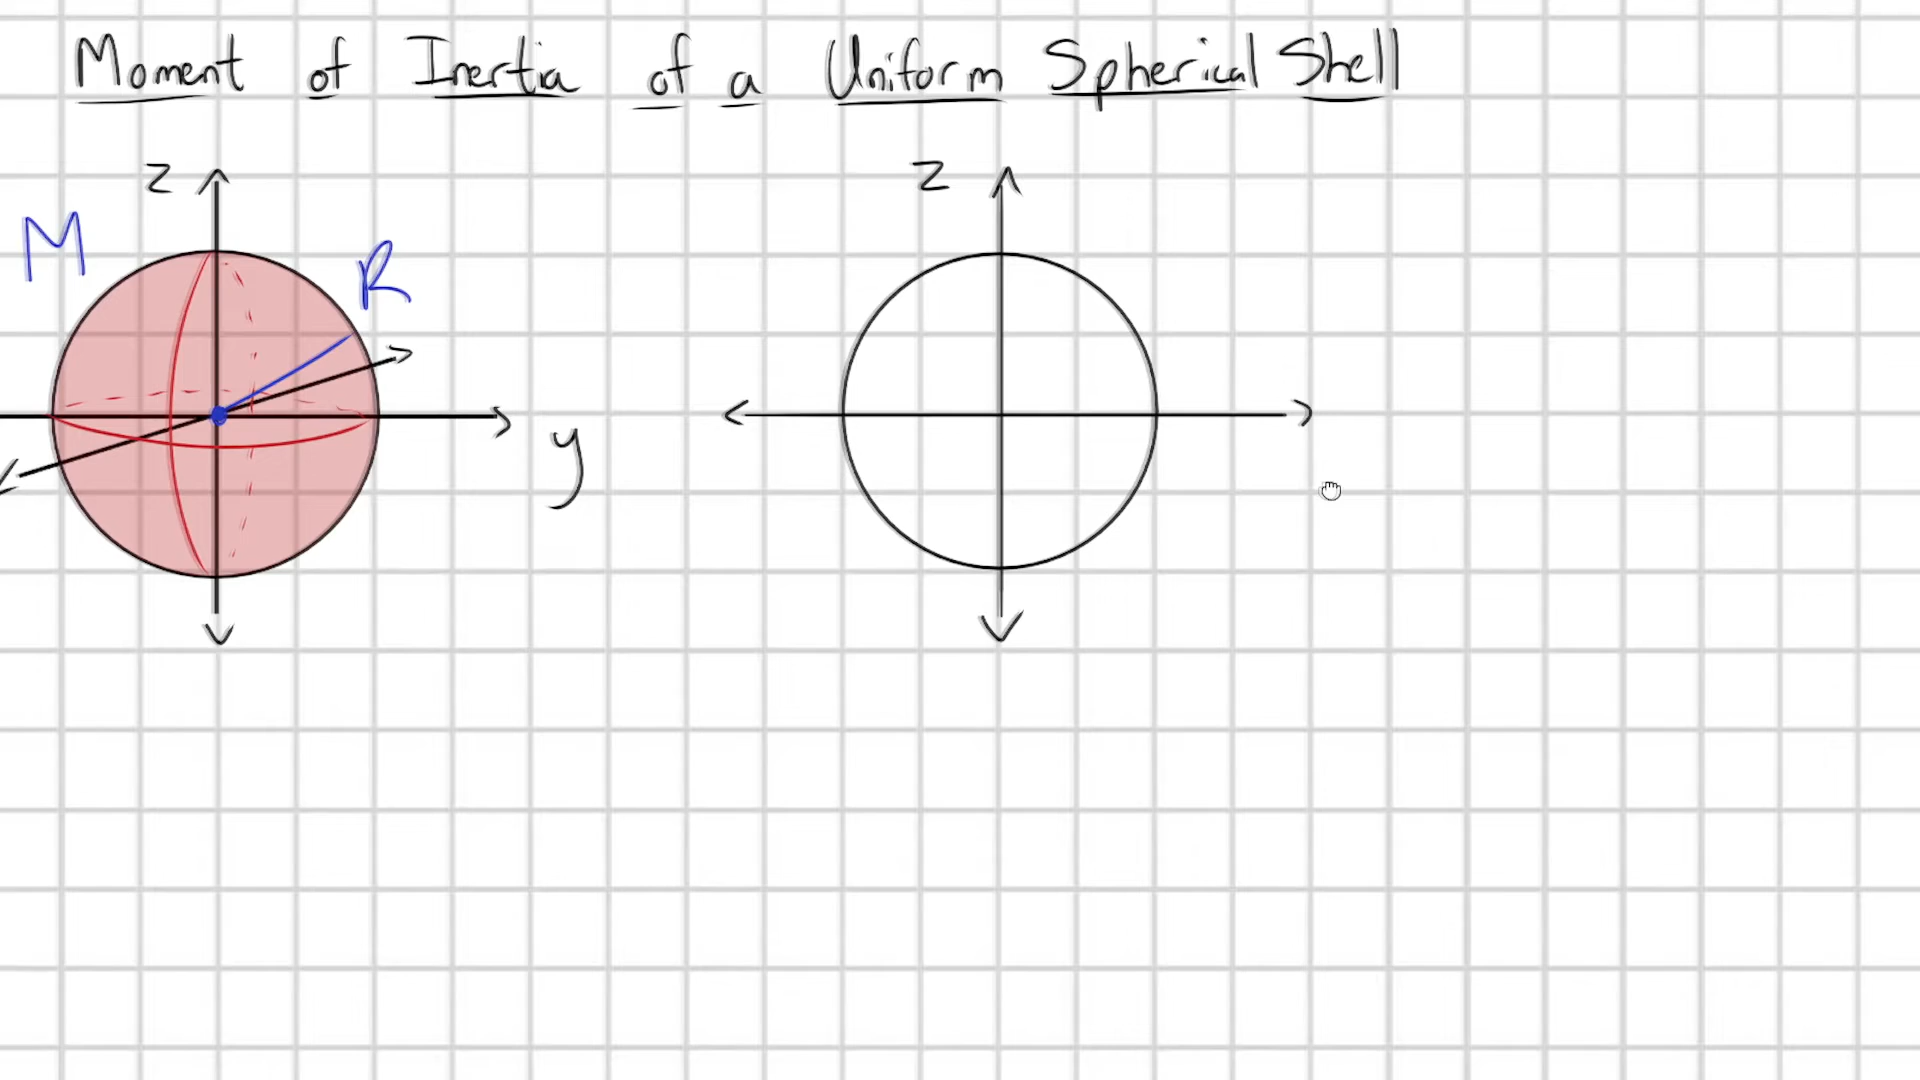 Moment of Inertia of a Uniform Spherical Shell
z
z
M
R
y